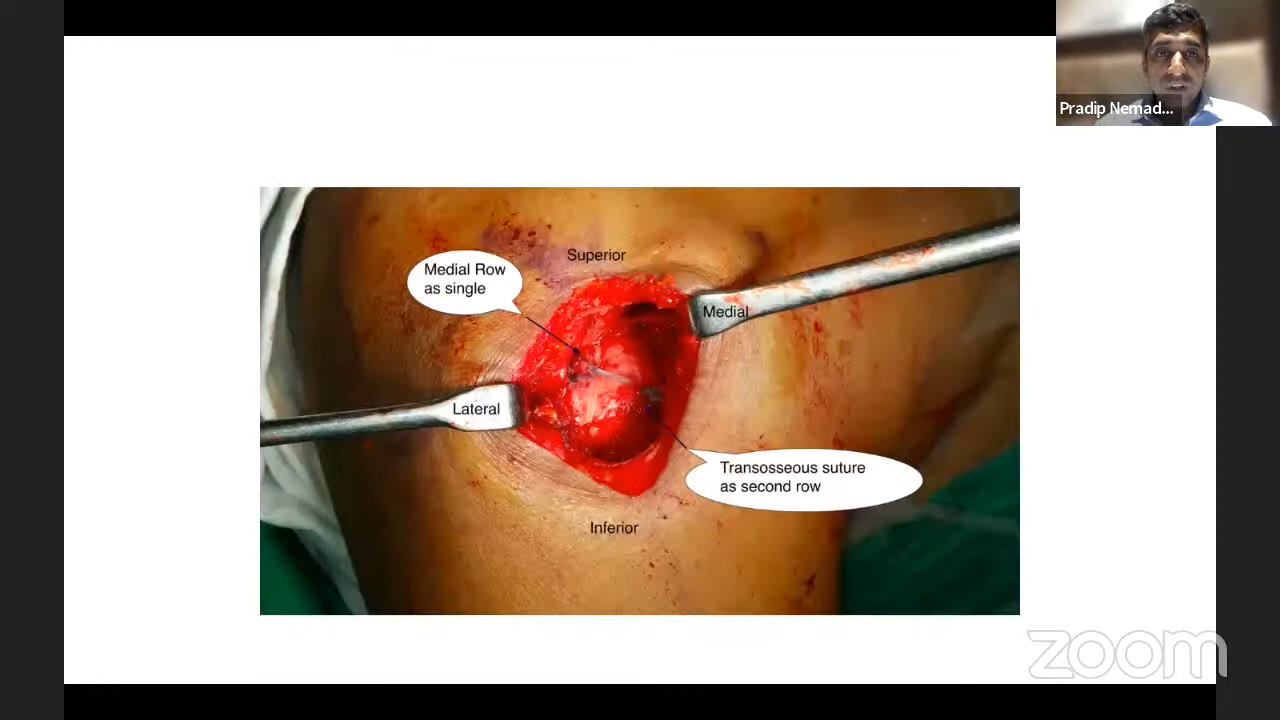 Pradip Nemad...
Superior
Medial Row
as single
Medial
Lateral
Transosseous suture
as second row
Inferior
zoom